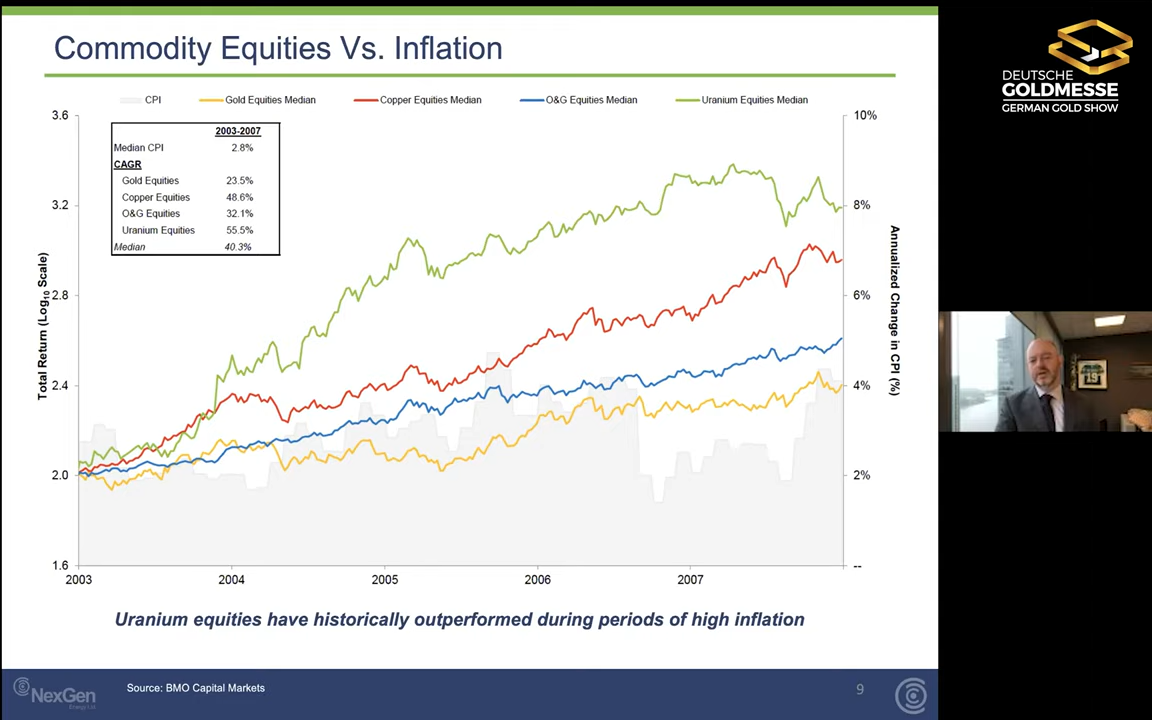 Commodity Equities Vs. Inflation
CPI
Gold Equities Median
Copper Equities Median
O&G Equities Median
Uranium Equities Median
3.6
3.2
2.8
2.4
2.0
1.6
Total Return (Log10 Scale)
2003-2007
Median CPI 2.8%
CAGR
Gold Equities 23.5%
Copper Equities 48.6%
O&G Equities 32.1%
Uranium Equities 55.5%
Median 40.3%
10%
8%
6%
4%
2%
--
Annualized Change in CPI (%)
2003 2004 2005 2006 2007
Uranium equities have historically outperformed during periods of high inflation
NexGen
Energy Ltd.
Source: BMO Capital Markets
9
DEUTSCHE
GOLDMESSE
GERMAN GOLD SHOW